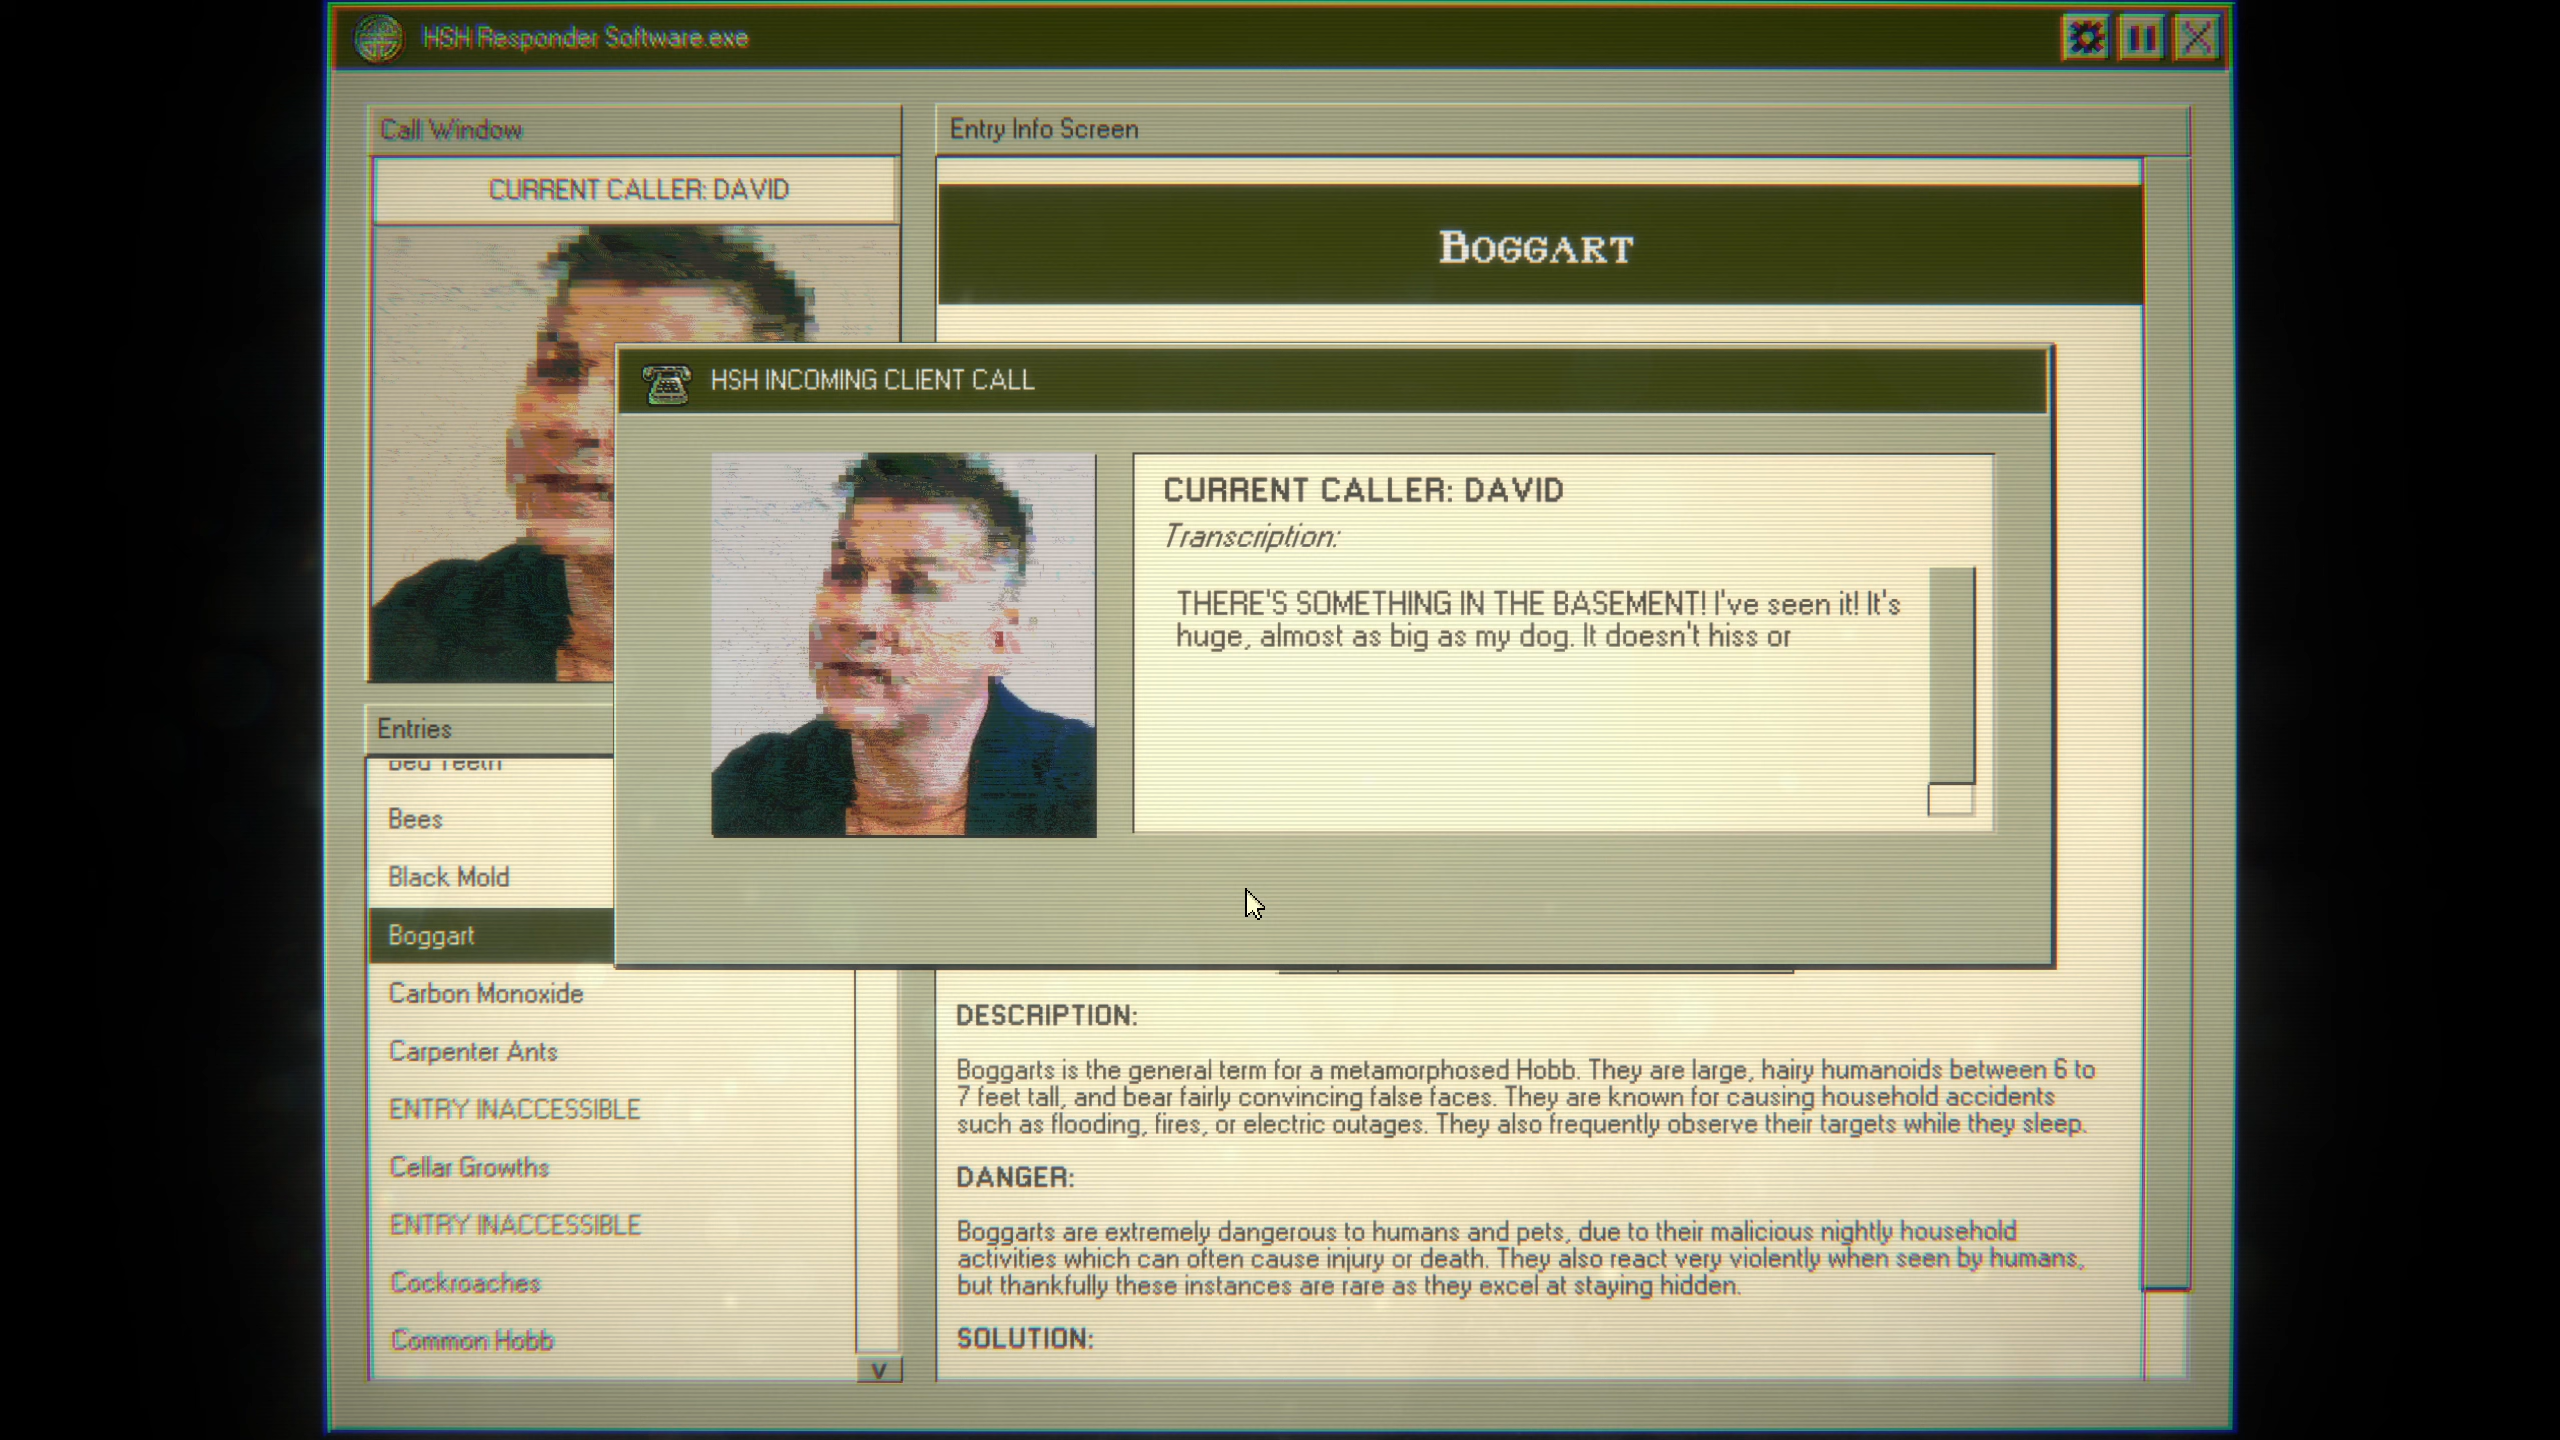 HSH Responder Software.exe
Call Window
CURRENT CALLER: DAVID
Entry Info Screen
BOGGART
HSH INCOMING CLIENT CALL
CURRENT CALLER: DAVID
Transcription:
THERE'S SOMETHING IN THE BASEMENT! I've seen it! It's
huge, almost as big as my dog. It doesn't hiss or
Entries
Bed Teeth
Bees
Black Mold
Boggart
Carbon Monoxide
Carpenter Ants
ENTRY INACCESSIBLE
Cellar Growths
ENTRY INACCESSIBLE
Cockroaches
Common Hobb
V
DESCRIPTION:
Boggarts is the general term for a metamorphosed Hobb. They are large, hairy humanoids between 6 to
7 feet tall, and bear fairly convincing false faces. They are known for causing household accidents
such as flooding, fires, or electric outages. They also frequently observe their targets while they sleep.
DANGER:
Boggarts are extremely dangerous to humans and pets, due to their malicious nightly household
activities which can often cause injury or death. They also react very violently when seen by humans,
but thankfully these instances are rare as they excel at staying hidden.
SOLUTION: